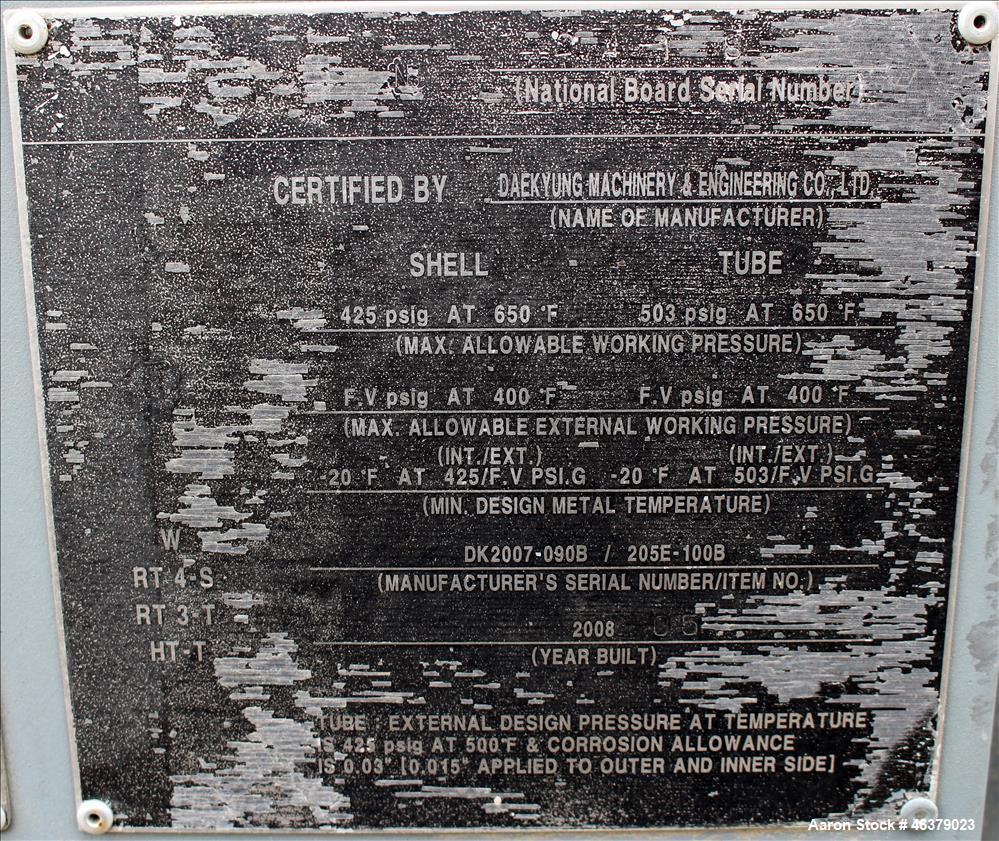 (National Board Serial Number)
CERTIFIED BY DAEKYUNG MACHINERY & ENGINEERING CO., LTD.
(NAME OF MANUFACTURER)
SHELL TUBE
425 psig AT 650 °F 503 psig AT 650 °F
(MAX. ALLOWABLE WORKING PRESSURE)
F.V psig AT 400 °F F.V psig AT 400 °F
(MAX. ALLOWABLE EXTERNAL WORKING PRESSURE)
(INT./EXT.) (INT./EXT.)
-20 °F AT 425/F.V PSI.G -20 °F AT 503/F.V PSI.G
(MIN. DESIGN METAL TEMPERATURE)
W
DK2007-090B / 205E-100B
RT 4-S (MANUFACTURER'S SERIAL NUMBER/ITEM NO.)
RT 3-T
2008 05
HT-T (YEAR BUILT)
TUBE : EXTERNAL DESIGN PRESSURE AT TEMPERATURE
IS 425 psig AT 500°F & CORROSION ALLOWANCE
IS 0.03" [0.015" APPLIED TO OUTER AND INNER SIDE]
Aaron Stock # 46379023